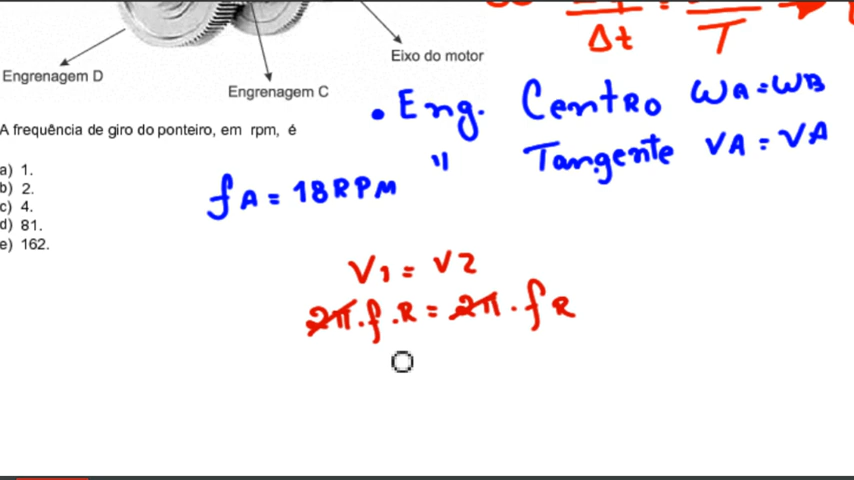 Δt = T
Engrenagem D
Engrenagem C
Eixo do motor
A frequência de giro do ponteiro, em rpm, é
a) 1.
b) 2.
c) 4.
d) 81.
e) 162.
• Eng. Centro ωA = ωB
" Tangente VA = VA
fA = 18 RPM
V1 = V2
2π.f.R = 2π.fR